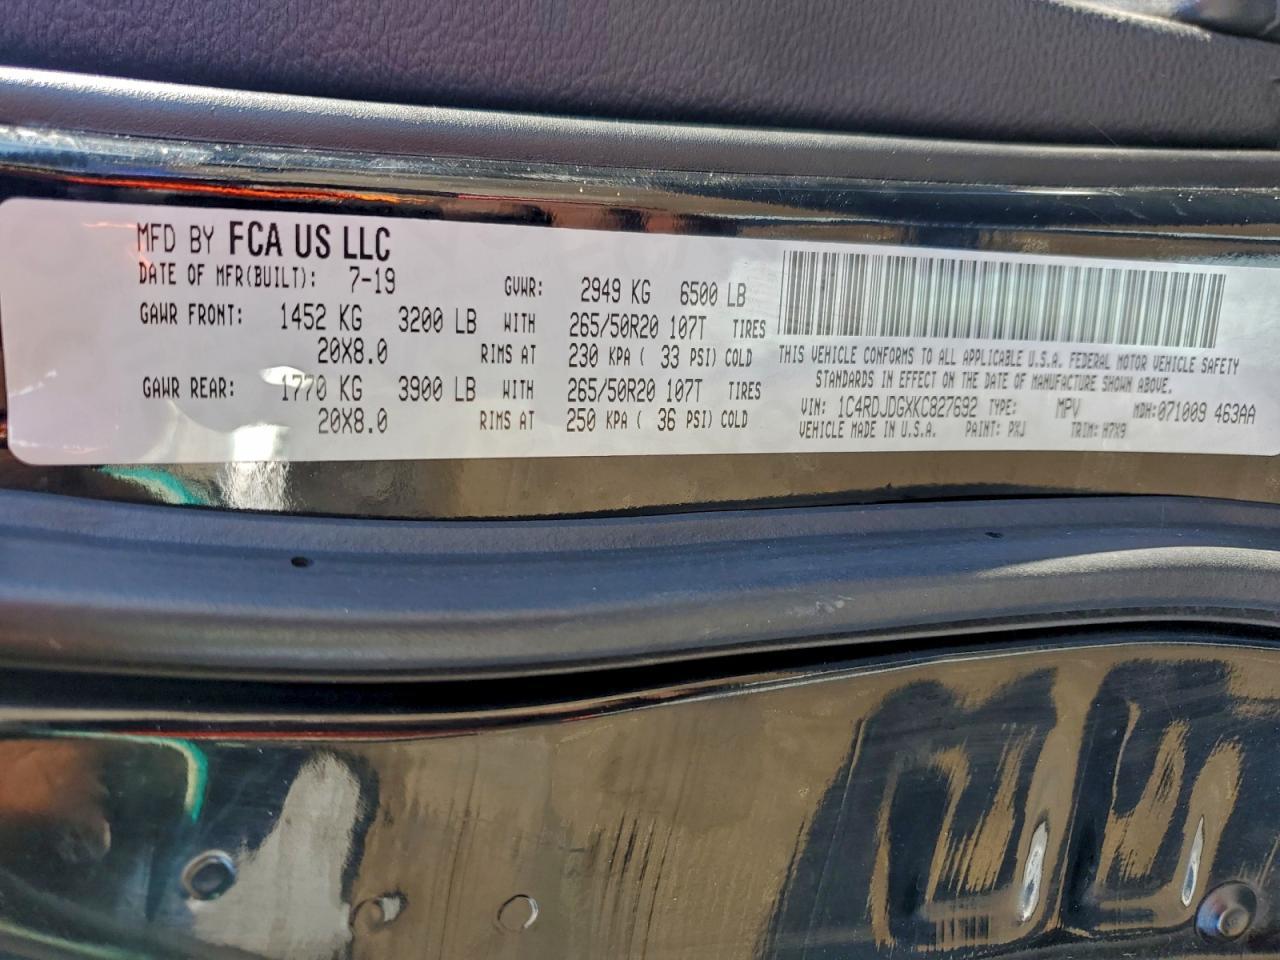 MFD BY FCA US LLC
DATE OF MFR(BUILT): 7-19 GVWR: 2949 KG 6500 LB
GAWR FRONT: 1452 KG 3200 LB WITH 265/50R20 107T TIRES
20X8.0 RIMS AT 230 KPA ( 33 PSI) COLD
GAWR REAR: 1770 KG 3900 LB WITH 265/50R20 107T TIRES
20X8.0 RIMS AT 250 KPA ( 36 PSI) COLD
THIS VEHICLE CONFORMS TO ALL APPLICABLE U.S.A. FEDERAL MOTOR VEHICLE SAFETY
STANDARDS IN EFFECT ON THE DATE OF MANUFACTURE SHOWN ABOVE.
VIN: 1C4RDJDGXKC827692 TYPE: MPV MDH:071009 463AA
VEHICLE MADE IN U.S.A. PAINT: PXJ TRIM: H7X9